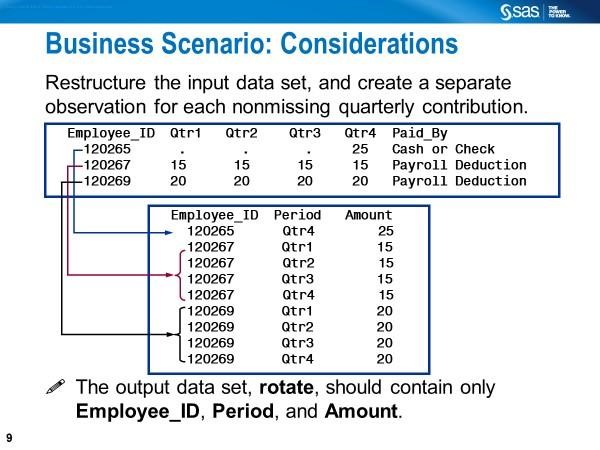 sas THE POWER TO KNOW.
Business Scenario: Considerations
Restructure the input data set, and create a separate
observation for each nonmissing quarterly contribution.
Employee_ID Qtr1 Qtr2 Qtr3 Qtr4 Paid_By
120265 . . . 25 Cash or Check
120267 15 15 15 15 Payroll Deduction
120269 20 20 20 20 Payroll Deduction
Employee_ID Period Amount
120265 Qtr4 25
120267 Qtr1 15
120267 Qtr2 15
120267 Qtr3 15
120267 Qtr4 15
120269 Qtr1 20
120269 Qtr2 20
120269 Qtr3 20
120269 Qtr4 20
The output data set, rotate, should contain only
Employee_ID, Period, and Amount.
9